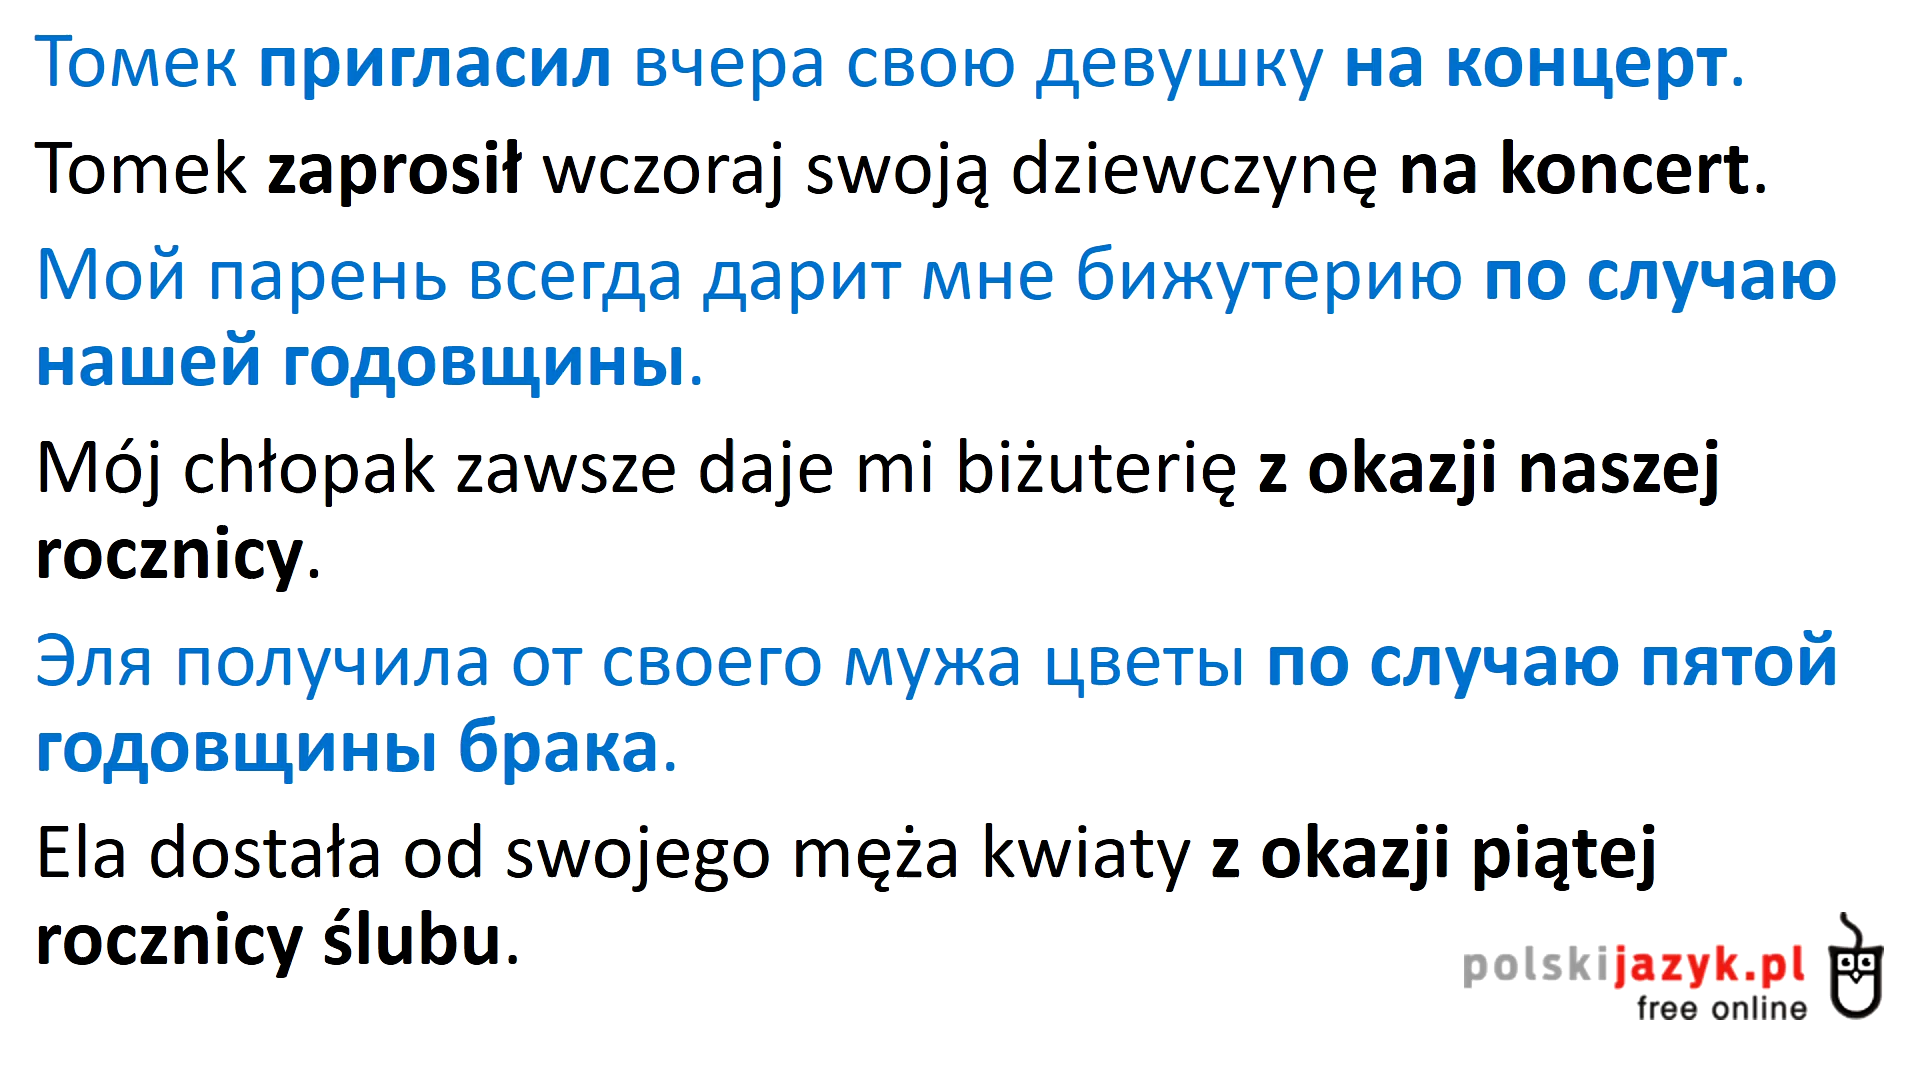 Томек пригласил вчера свою девушку на концерт.
Tomek zaprosił wczoraj swoją dziewczynę na koncert.
Мой парень всегда дарит мне бижутерию по случаю
нашей годовщины.
Mój chłopak zawsze daje mi biżuterię z okazji naszej
rocznicy.
Эля получила от своего мужа цветы по случаю пятой
годовщины брака.
Ela dostała od swojego męża kwiaty z okazji piątej
rocznicy ślubu.
polskijazyk.pl
free online